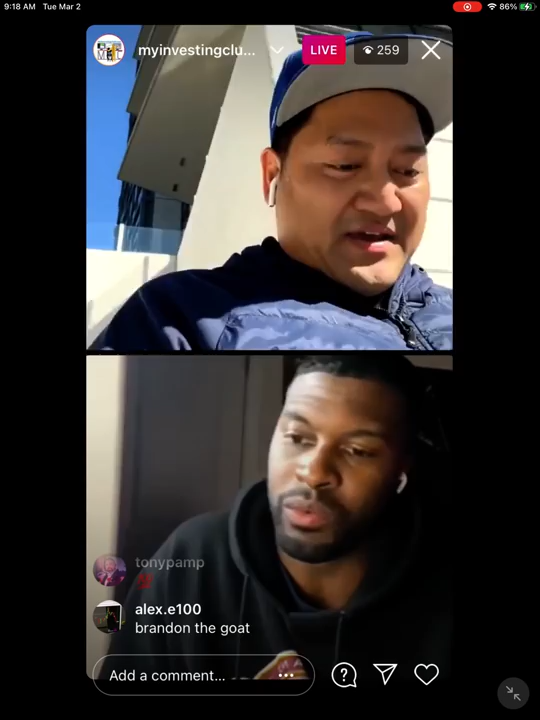 9:18 AM Tue Mar 2
86%
myinvestingclu...
LIVE
259
tonypamp
💯
alex.e100
brandon the goat
Add a comment...